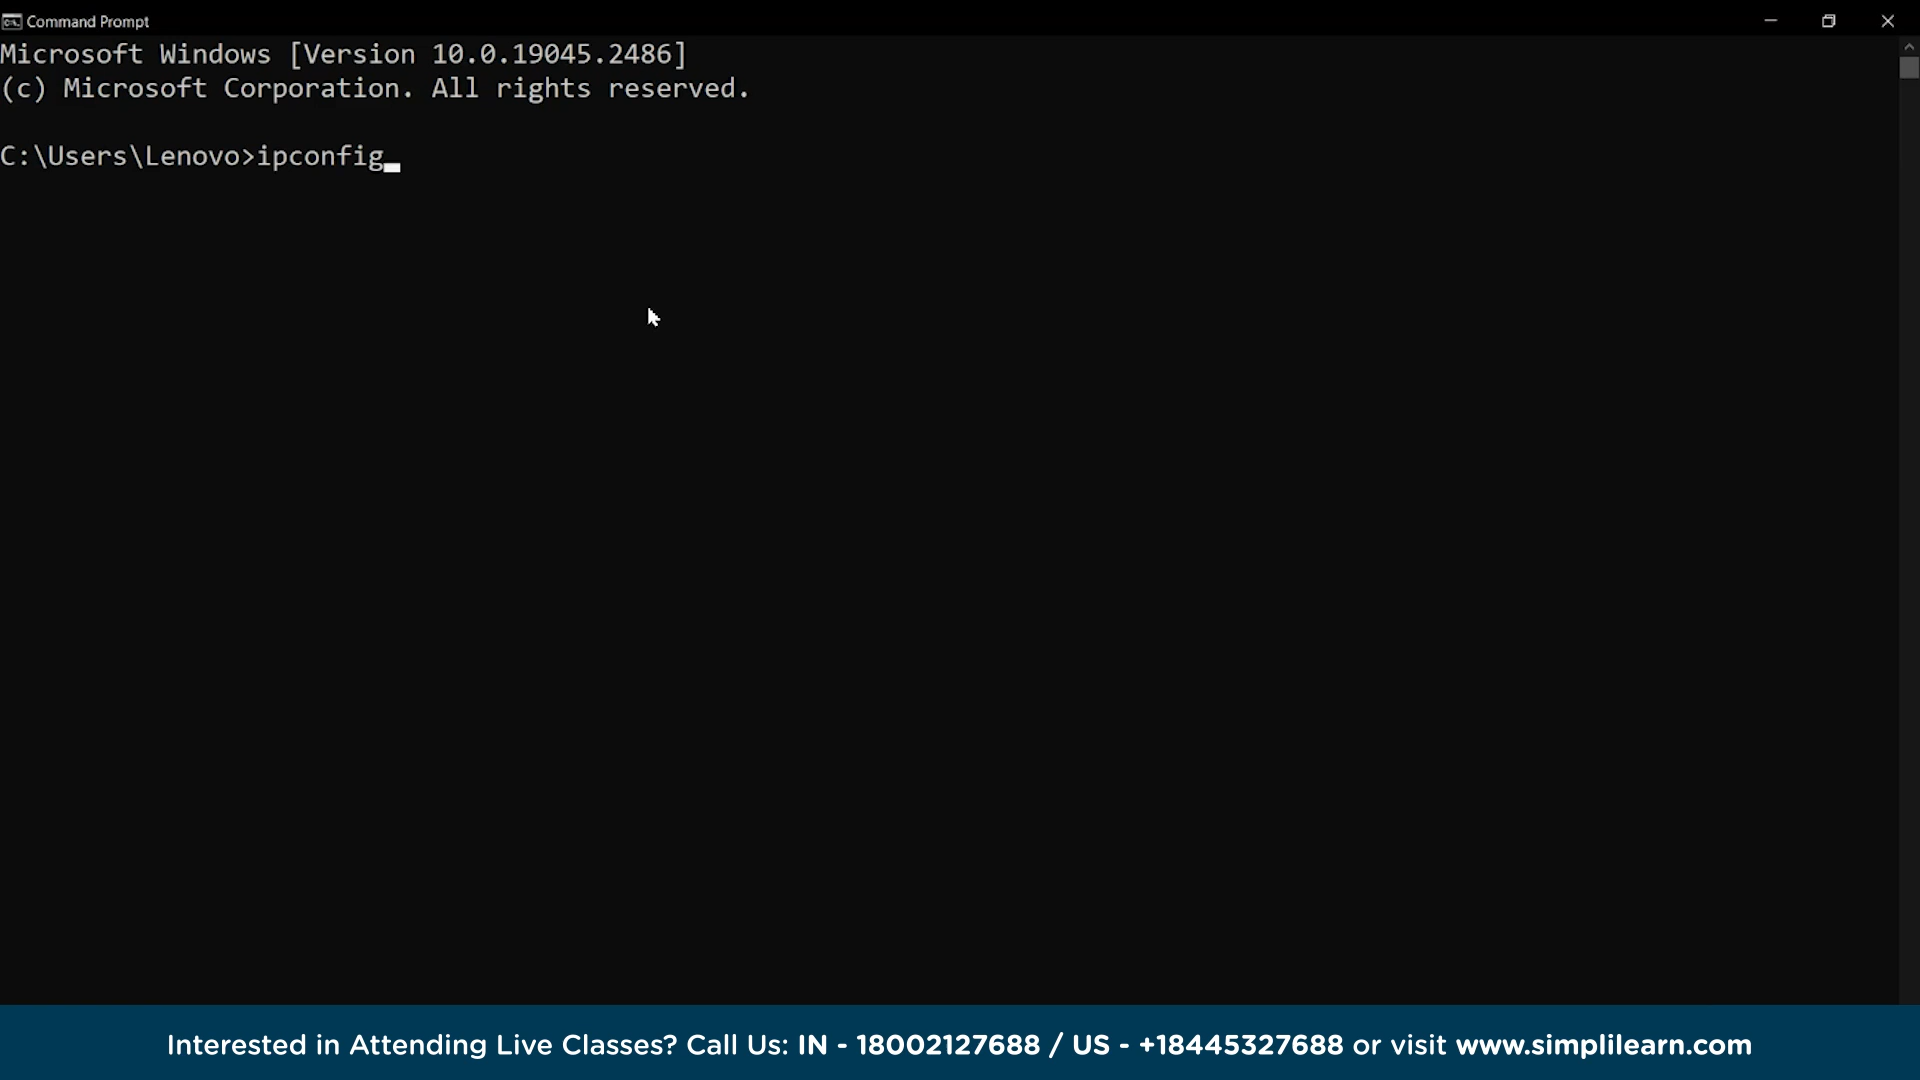 Command Prompt
Microsoft Windows [Version 10.0.19045.2486]
(c) Microsoft Corporation. All rights reserved.
C:\Users\Lenovo>ipconfig
Interested in Attending Live Classes? Call Us: IN - 18002127688 / US - +18445327688 or visit www.simplilearn.com